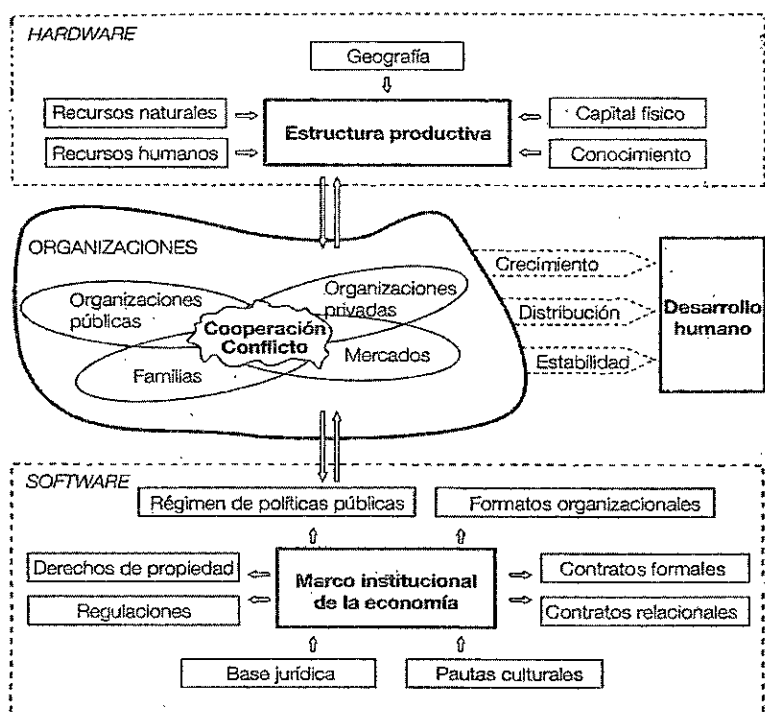 HARDWARE
Geografía
Recursos naturales
Recursos humanos
Estructura productiva
Capital físico
Conocimiento
ORGANIZACIONES
Organizaciones
públicas
Organizaciones
privadas
Cooperación
Conflicto
Familias
Mercados
Crecimiento
Distribución
Estabilidad
Desarrollo
humano
SOFTWARE
Régimen de políticas públicas
Formatos organizacionales
Derechos de propiedad
Regulaciones
Marco institucional
de la economía
Contratos formales
Contratos relacionales
Base jurídica
Pautas culturales